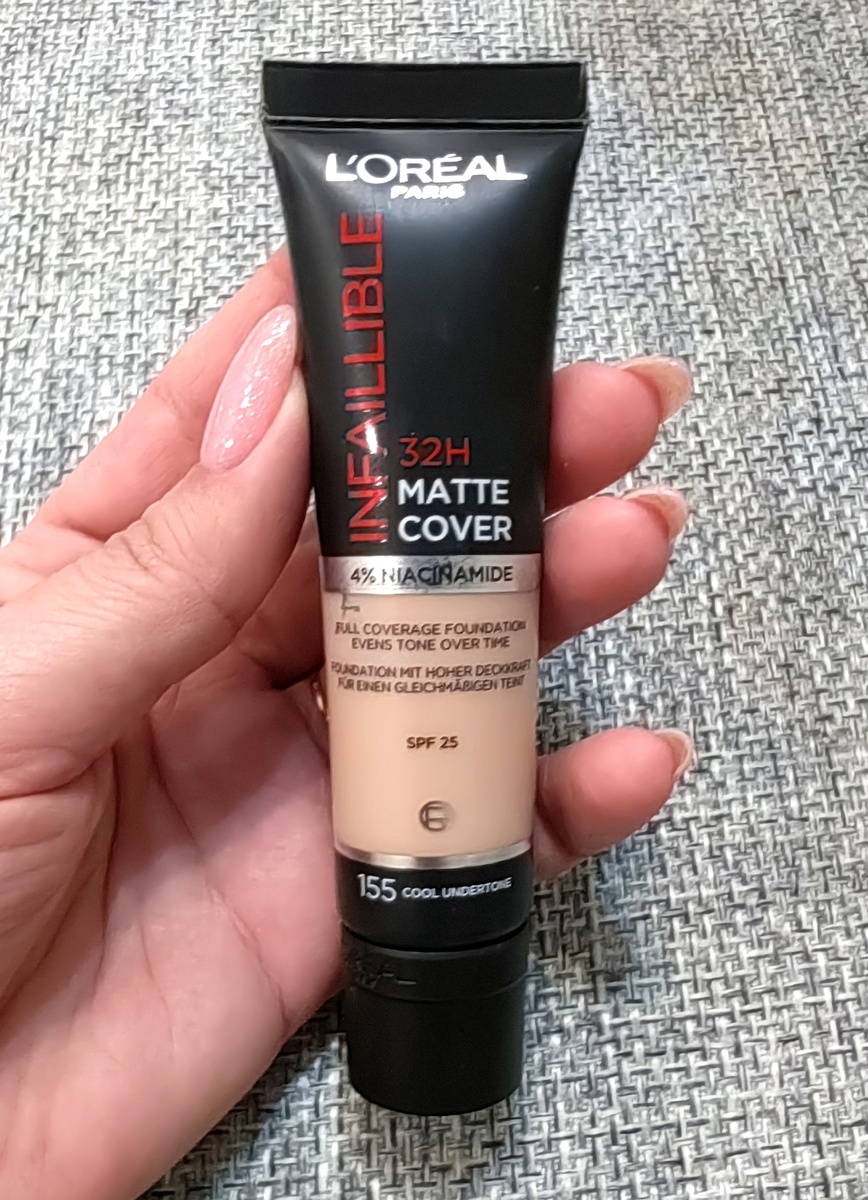 L'ORÉAL
PARIS
INFAILLIBLE
32H
MATTE
COVER
4% NIACINAMIDE
FULL COVERAGE FOUNDATION
EVENS TONE OVER TIME
FOUNDATION MIT HOHER DECKKRAFT
FÜR EINEN GLEICHMÄßIGEN TEINT
SPF 25
155 COOL UNDERTONE